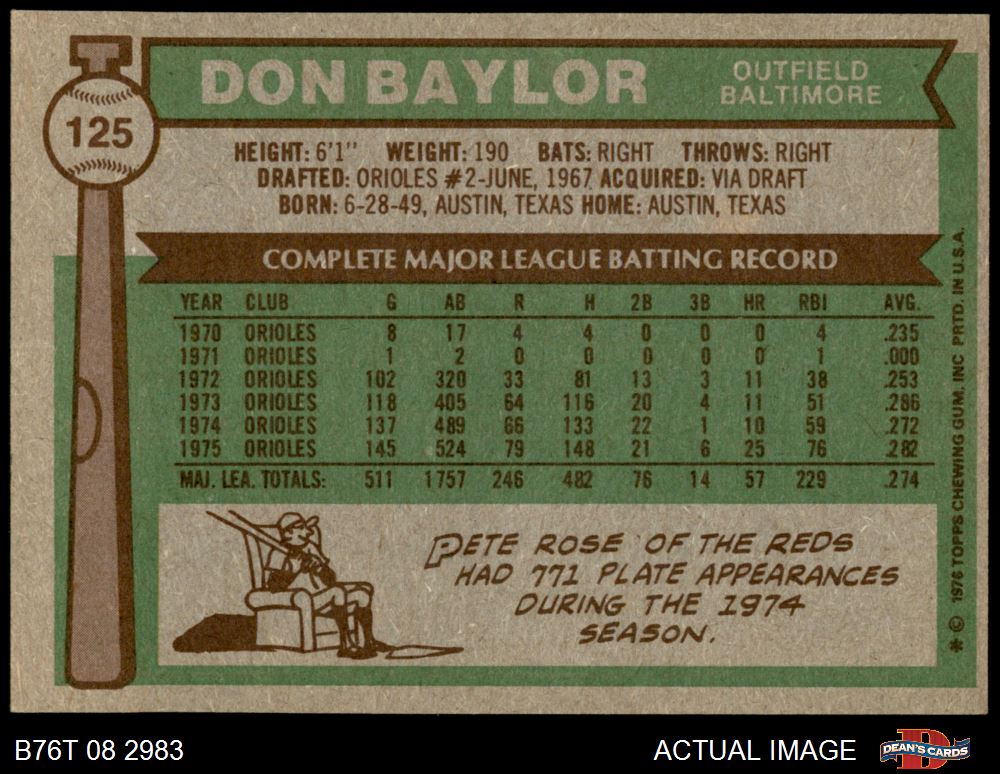 125
DON BAYLOR
OUTFIELD
BALTIMORE
HEIGHT: 6'1" WEIGHT: 190 BATS: RIGHT THROWS: RIGHT
DRAFTED: ORIOLES #2-JUNE, 1967 ACQUIRED: VIA DRAFT
BORN: 6-28-49, AUSTIN, TEXAS HOME: AUSTIN, TEXAS
COMPLETE MAJOR LEAGUE BATTING RECORD
YEAR CLUB G AB R H 2B 3B HR RBI AVG.
1970 ORIOLES 8 17 4 4 0 0 0 4 .235
1971 ORIOLES 1 2 0 0 0 0 0 1 .000
1972 ORIOLES 102 320 33 81 13 3 11 38 .253
1973 ORIOLES 118 405 64 116 20 4 11 51 .286
1974 ORIOLES 137 489 66 133 22 1 10 59 .272
1975 ORIOLES 145 524 79 148 21 6 25 76 .282
MAJ. LEA. TOTALS: 511 1757 246 482 76 14 57 229 .274
PETE ROSE OF THE REDS
HAD 771 PLATE APPEARANCES
DURING THE 1974
SEASON.
* © 1976 TOPPS CHEWING GUM, INC PRTD. IN U.S.A.
B76T 08 2983
ACTUAL IMAGE
B
DEAN'S CARDS